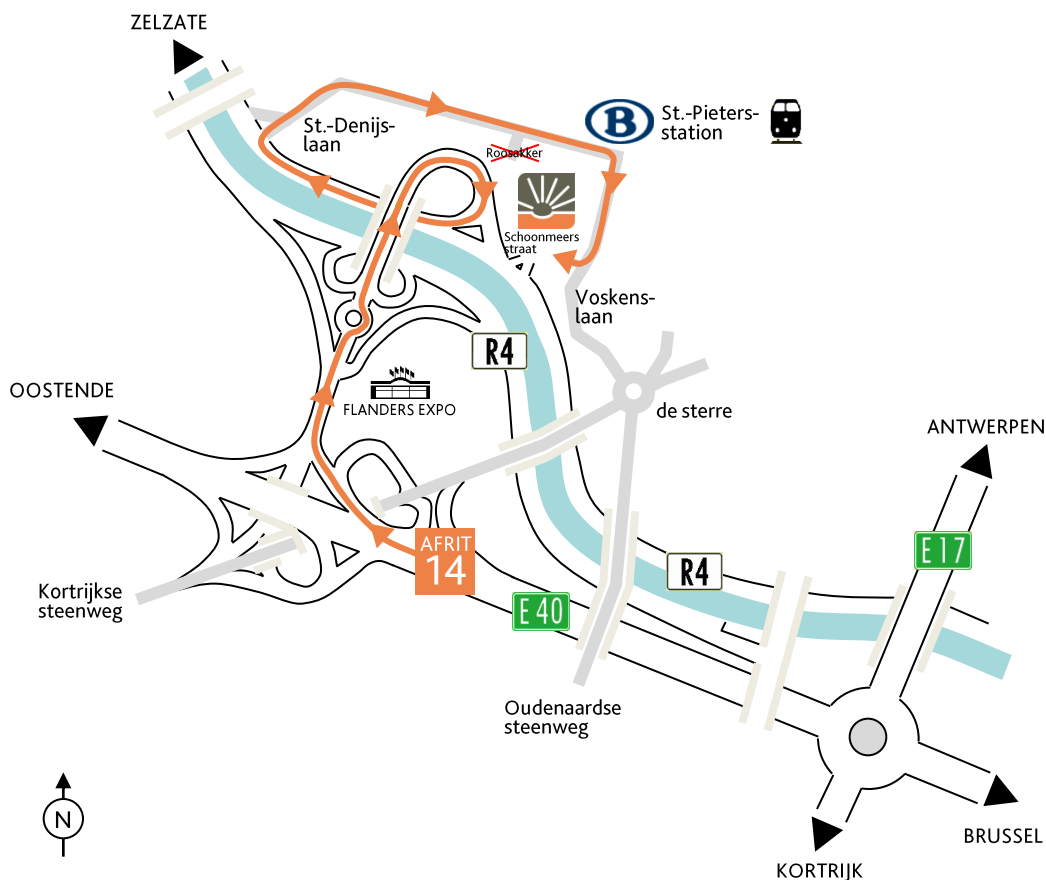 ZELZATE
St.-Denijs-
laan
B
St.-Pieters-
station
Roosakker
Schoonmeers
straat
Voskens-
laan
R4
OOSTENDE
FLANDERS EXPO
de sterre
ANTWERPEN
AFRIT
14
E17
R4
Kortrijkse
steenweg
E 40
Oudenaardse
steenweg
N
BRUSSEL
KORTRIJK